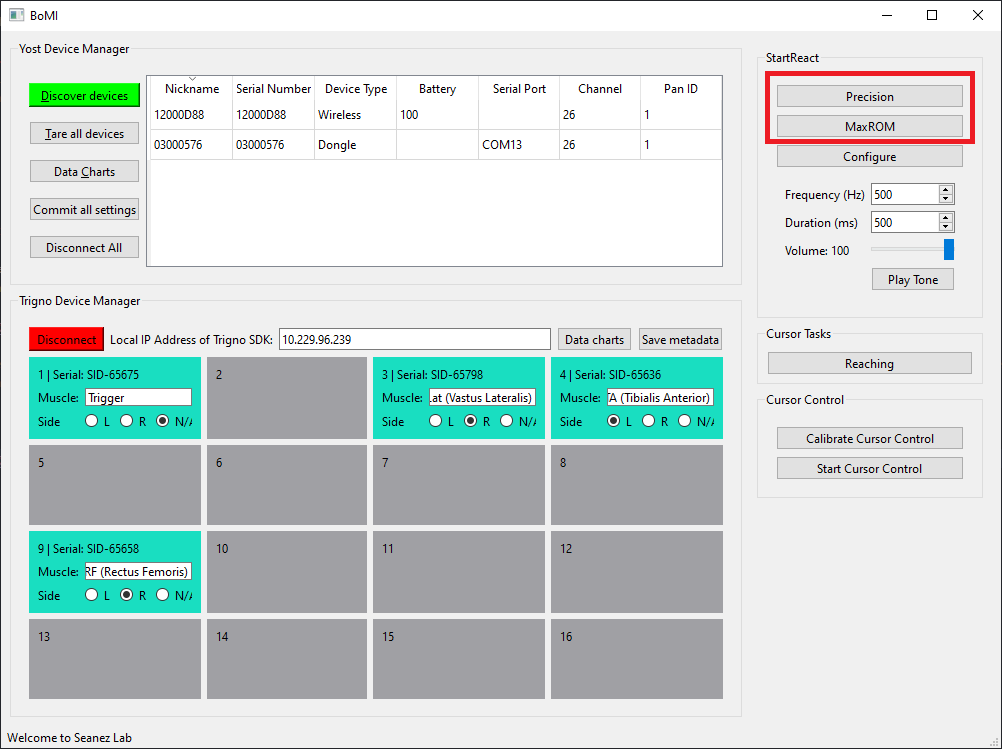 BoMI
Yost Device Manager
Discover devices
Tare all devices
Data Charts
Commit all settings
Disconnect All
Nickname Serial Number Device Type Battery Serial Port Channel Pan ID
12000D88 12000D88 Wireless 100 26 1
03000576 03000576 Dongle COM13 26 1
Trigno Device Manager
Disconnect Local IP Address of Trigno SDK: 10.229.96.239 Data charts Save metadata
1 | Serial: SID-65675
Muscle: Trigger
Side L R N/A
2
3 | Serial: SID-65798
Muscle: .at (Vastus Lateralis)
Side L R N/A
4 | Serial: SID-65636
Muscle: TA (Tibialis Anterior)
Side L R N/A
5
6
7
8
9 | Serial: SID-65658
Muscle: RF (Rectus Femoris)
Side L R N/A
10
11
12
13
14
15
16
StartReact
Precision
MaxROM
Configure
Frequency (Hz) 500
Duration (ms) 500
Volume: 100
Play Tone
Cursor Tasks
Reaching
Cursor Control
Calibrate Cursor Control
Start Cursor Control
Welcome to Seanez Lab